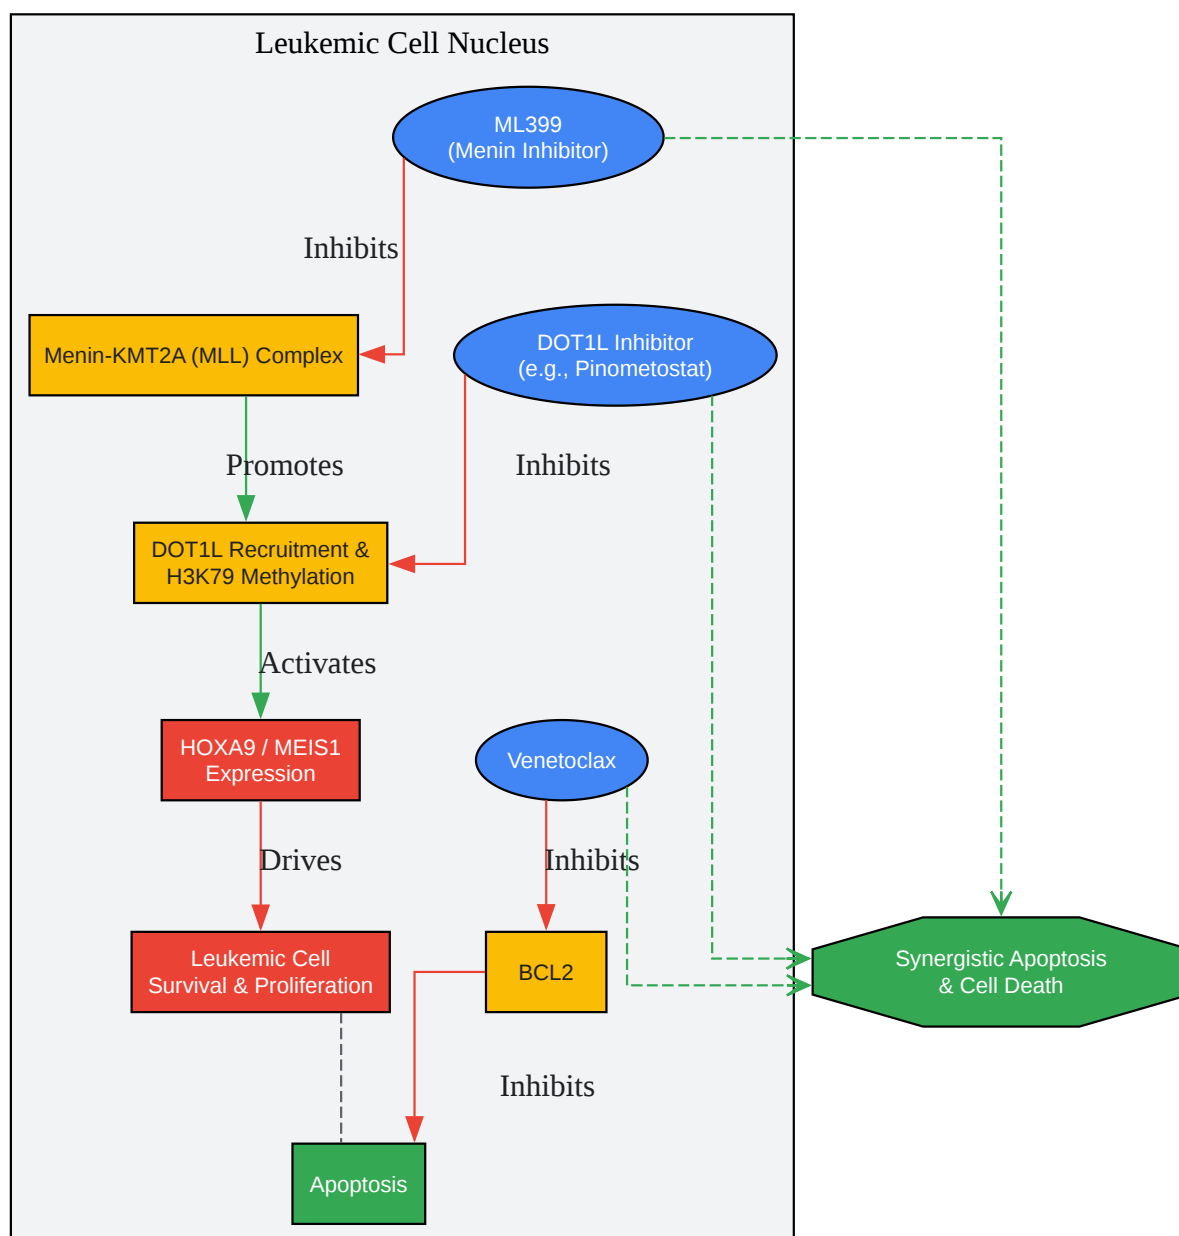 Leukemic Cell Nucleus
ML399
(Menin Inhibitor)
Inhibits
Menin-KMT2A (MLL) Complex
DOT1L Inhibitor
(e.g., Pinometostat)
Promotes
Inhibits
DOT1L Recruitment &
H3K79 Methylation
Activates
HOXA9 / MEIS1
Expression
Venetoclax
Drives
Inhibits
Leukemic Cell
Survival & Proliferation
BCL2
Synergistic Apoptosis
& Cell Death
Inhibits
Apoptosis